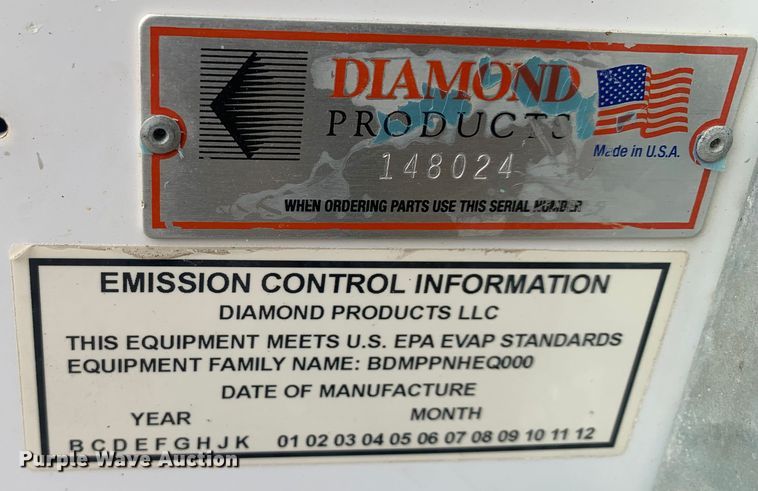 DIAMOND
PRODUCTS
Made in U.S.A.
148024
WHEN ORDERING PARTS USE THIS SERIAL NUMBER
EMISSION CONTROL INFORMATION
DIAMOND PRODUCTS LLC
THIS EQUIPMENT MEETS U.S. EPA EVAP STANDARDS
EQUIPMENT FAMILY NAME: BDMPPNHEQ000
DATE OF MANUFACTURE
YEAR MONTH
B C D E F G H J K 01 02 03 04 05 06 07 08 09 10 11 12
Purple Wave Auction